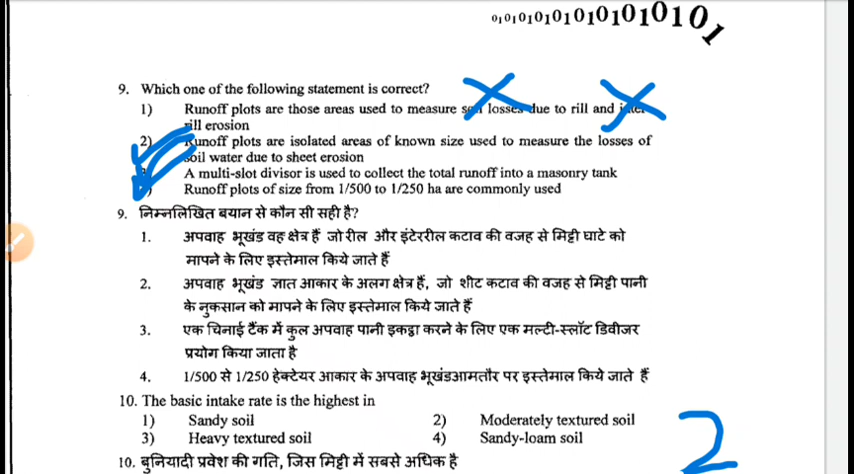 01010101010101010101
9. Which one of the following statement is correct?
1) Runoff plots are those areas used to measure losses due to rill and inter
rill erosion
2) Runoff plots are isolated areas of known size used to measure the losses of
soil water due to sheet erosion
A multi-slot divisor is used to collect the total runoff into a masonry tank
Runoff plots of size from 1/500 to 1/250 ha are commonly used
9. निम्नलिखित बयान से कौन सी सही है?
1. अपवाह भूखंड वह क्षेत्र हैं जो रील और इंटेररील कटाव की वजह से मिट्टी घाटे को
मापने के लिए इस्तेमाल किये जाते हैं
2. अपवाह भूखंड ज्ञात आकार के अलग क्षेत्र हैं, जो शीट कटाव की वजह से मिट्टी पानी
के नुकसान को मापने के लिए इस्तेमाल किये जाते हैं
3. एक चिनाई टैंक में कुल अपवाह पानी इकट्ठा करने के लिए एक मल्टी-स्लॉट डिवीजर
प्रयोग किया जाता है
4. 1/500 से 1/250 हेक्टेयर आकार के अपवाह भूखंडआमतौर पर इस्तेमाल किये जाते हैं
10. The basic intake rate is the highest in
1) Sandy soil 2) Moderately textured soil
3) Heavy textured soil 4) Sandy-loam soil
2
10. बुनियादी प्रवेश की गति, जिस मिट्टी में सबसे अधिक है